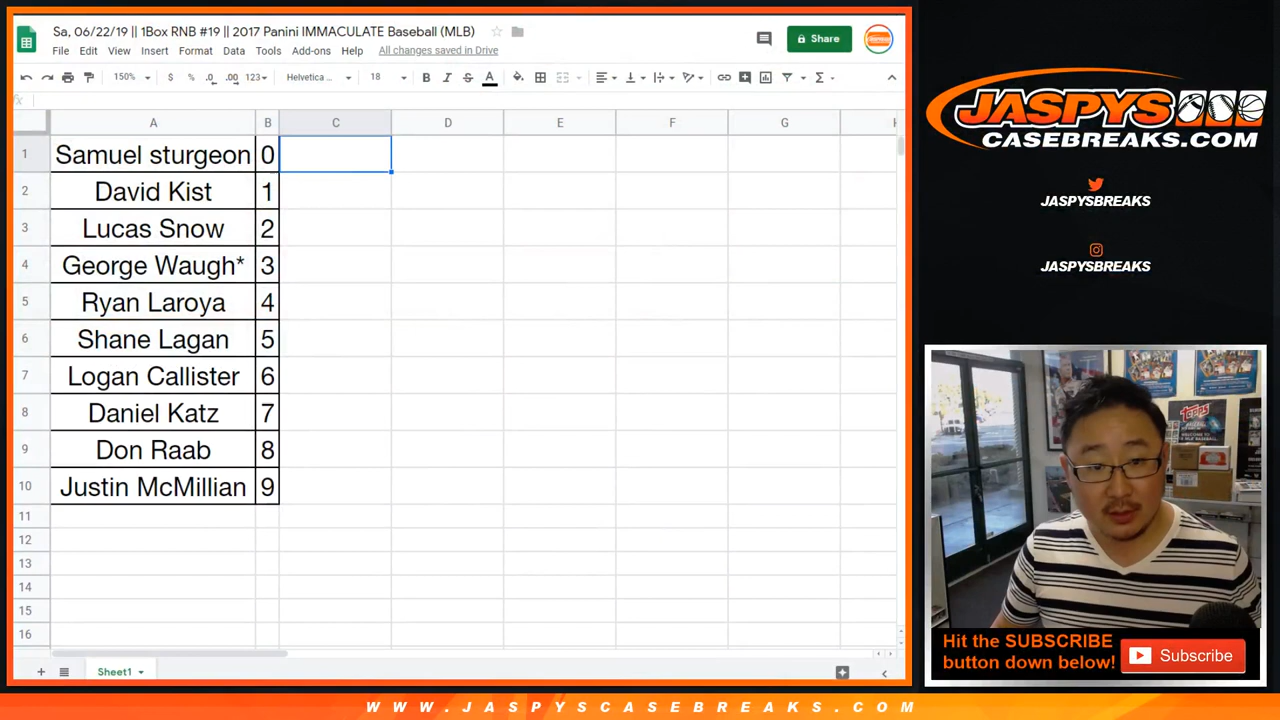 Sa, 06/22/19 || 1Box RNB #19 || 2017 Panini IMMACULATE Baseball (MLB)
File Edit View Insert Format Data Tools Add-ons Help All changes saved in Drive
Share
150% $ % .0 .00 123 Helvetica ... 18 B I S A
fx
A B C D E F G H
1 Samuel sturgeon 0
2 David Kist 1
3 Lucas Snow 2
4 George Waugh* 3
5 Ryan Laroya 4
6 Shane Lagan 5
7 Logan Callister 6
8 Daniel Katz 7
9 Don Raab 8
10 Justin McMillian 9
11
12
13
14
15
16
Sheet1
JASPYS
CASEBREAKS.COM
JASPYSBREAKS
JASPYSBREAKS
Topps
Hit the SUBSCRIBE
button down below!
Subscribe
WWW.JASPYSCASEBREAKS.COM